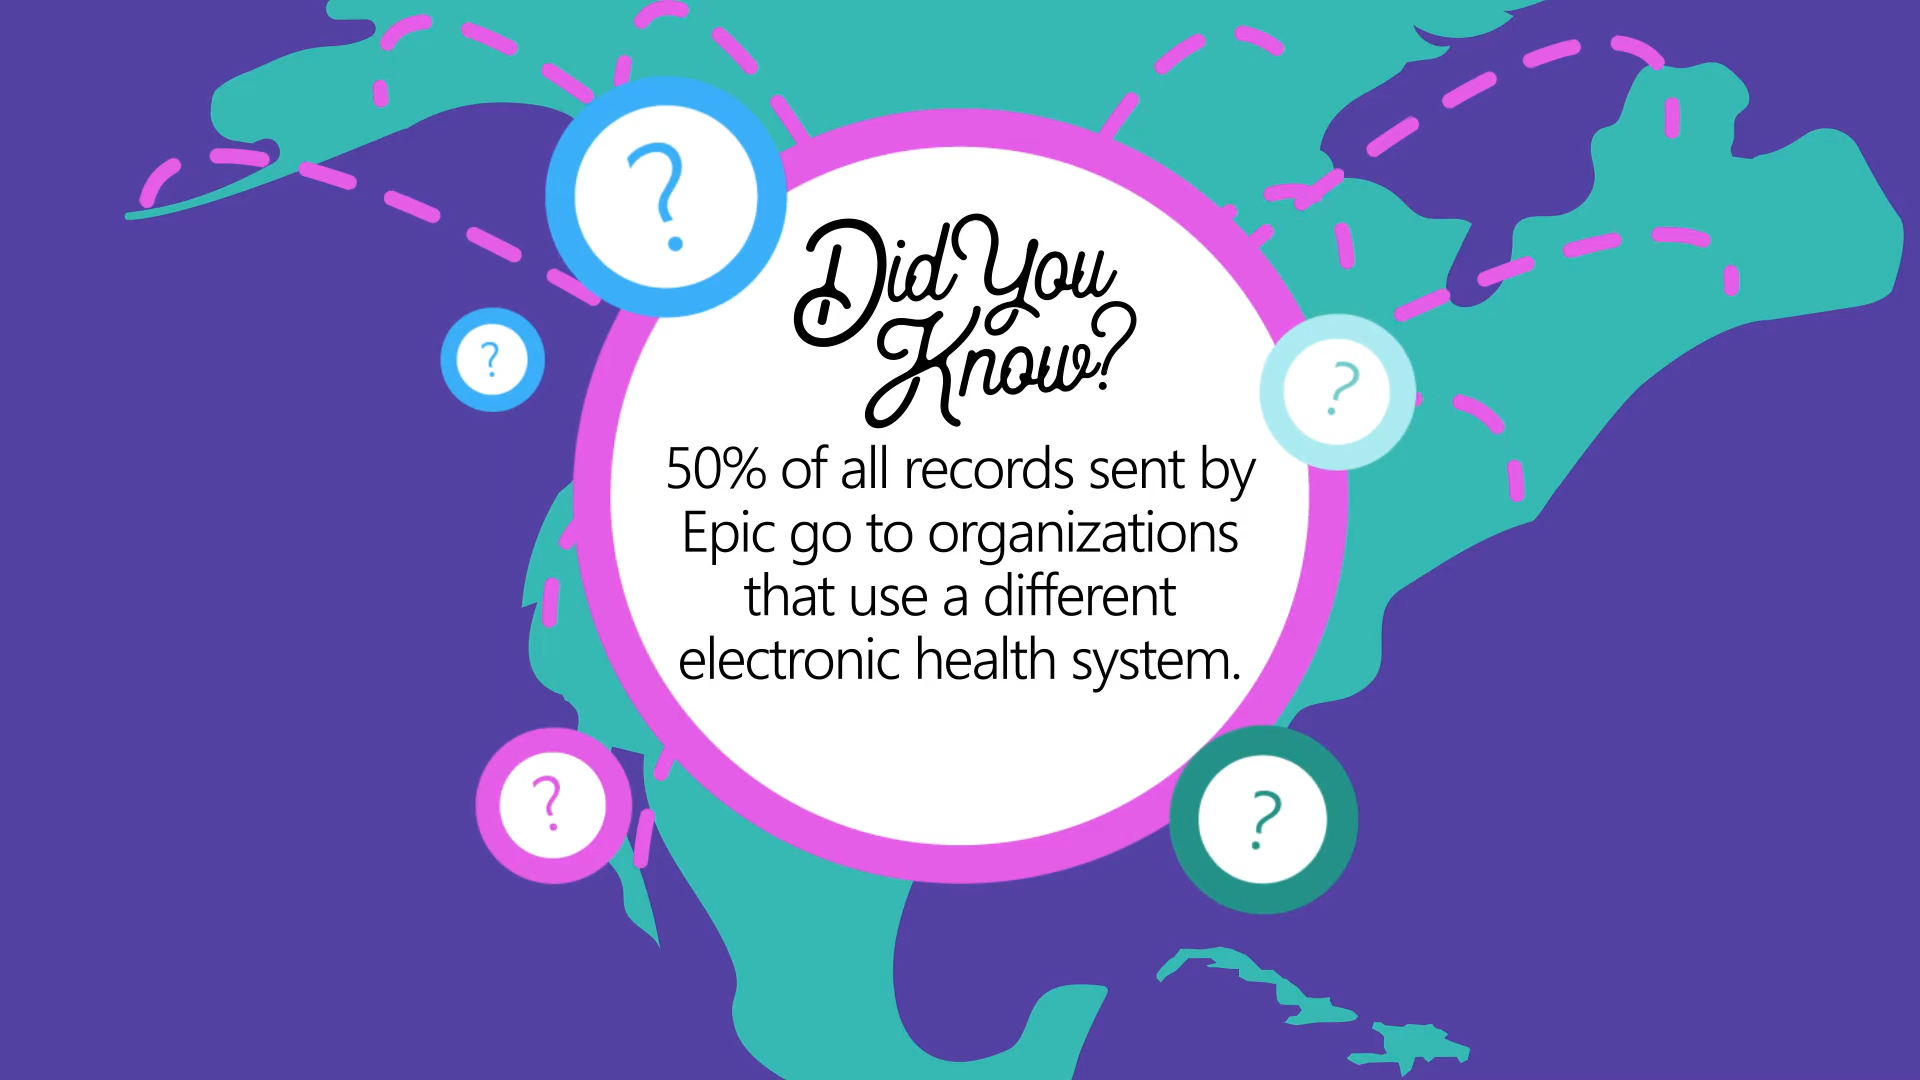 ?
Did You
Know?
?
?
50% of all records sent by
Epic go to organizations
that use a different
electronic health system.
?
?